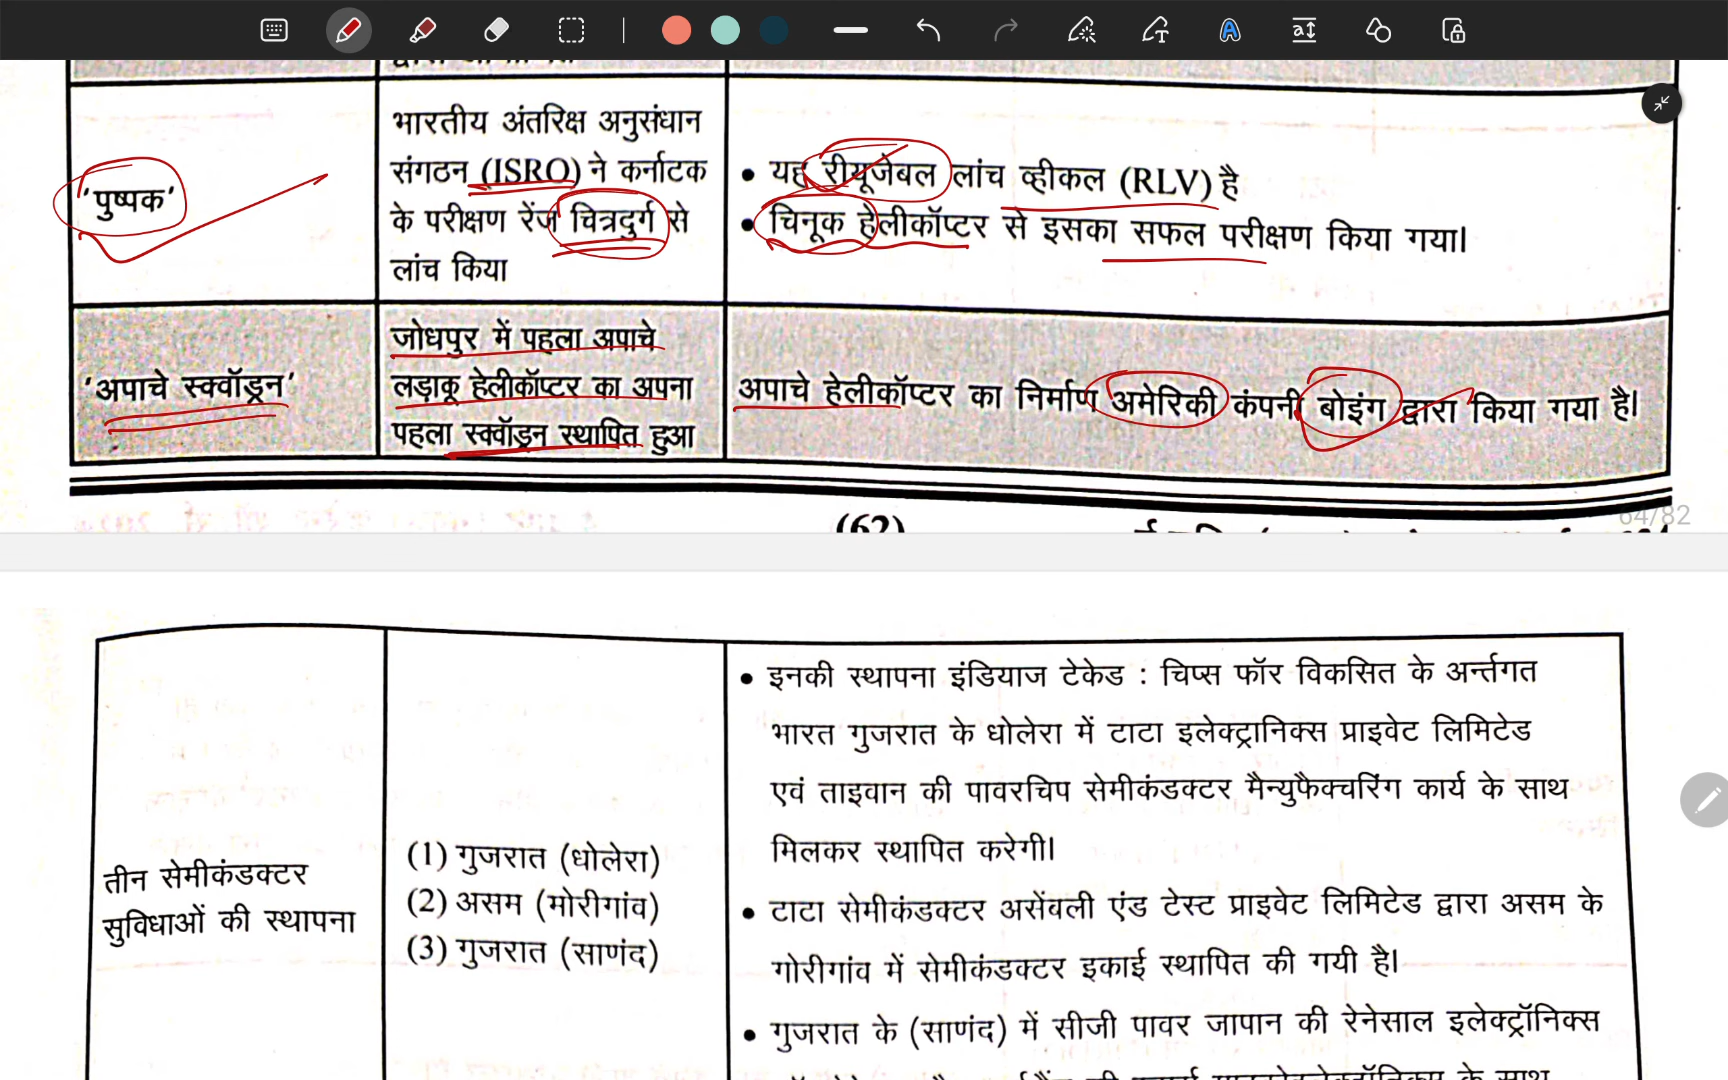 'पुष्पक'
भारतीय अंतरिक्ष अनुसंधान
संगठन (ISRO) ने कर्नाटक
के परीक्षण रेंज चित्रदुर्ग से
लांच किया
• यह रीयूजेबल लांच व्हीकल (RLV) है
• चिनूक हेलीकॉप्टर से इसका सफल परीक्षण किया गया।
'अपाचे स्क्वॉड्रन'
जोधपुर में पहला अपाचे
लड़ाकू हेलीकॉप्टर का अपना
पहला स्क्वॉड्रन स्थापित हुआ
अपाचे हेलीकॉप्टर का निर्माण अमेरिकी कंपनी बोइंग द्वारा किया गया है।
(62)
64/82
तीन सेमीकंडक्टर
सुविधाओं की स्थापना
(1) गुजरात (धोलेरा)
(2) असम (मोरीगांव)
(3) गुजरात (साणंद)
• इनकी स्थापना इंडियाज टेकेड : चिप्स फॉर विकसित के अर्न्तगत
भारत गुजरात के धोलेरा में टाटा इलेक्ट्रानिक्स प्राइवेट लिमिटेड
एवं ताइवान की पावरचिप सेमीकंडक्टर मैन्युफैक्चरिंग कार्य के साथ
मिलकर स्थापित करेगी।
• टाटा सेमीकंडक्टर असेंबली एंड टेस्ट प्राइवेट लिमिटेड द्वारा असम के
गोरीगांव में सेमीकंडक्टर इकाई स्थापित की गयी है।
• गुजरात के (साणंद) में सीजी पावर जापान की रेनेसाल इलेक्ट्रॉनिक्स